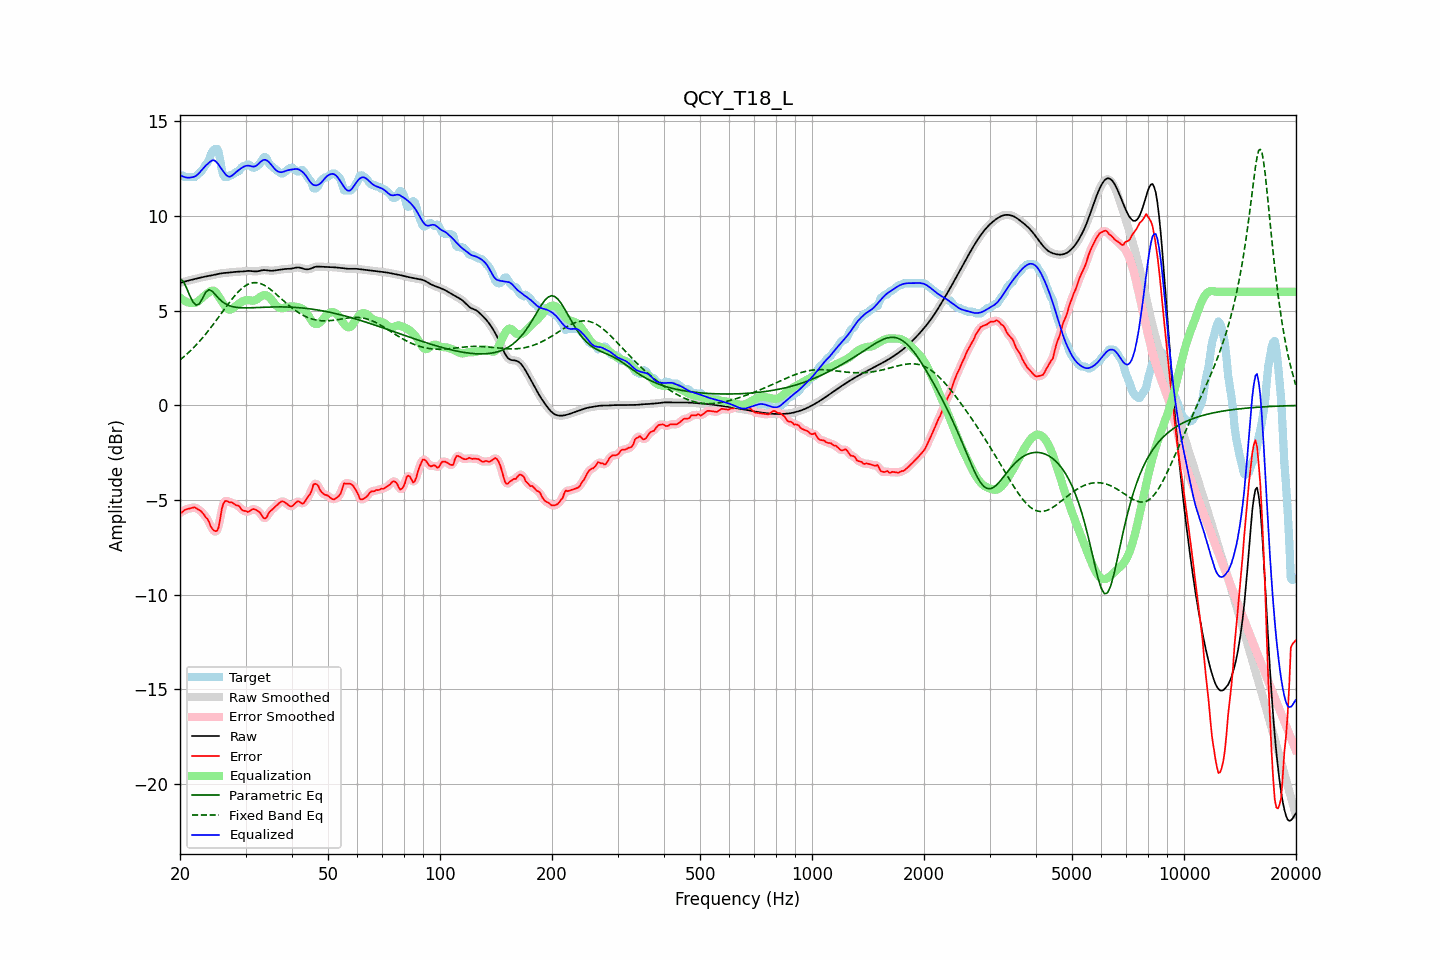 QCY_T18_L
15
10
5
0
−5
−10
−15
−20
Amplitude (dBr)
Target
Raw Smoothed
Error Smoothed
Raw
Error
Equalization
Parametric Eq
Fixed Band Eq
Equalized
20 50 100 200 500 1000 2000 5000 10000 20000
Frequency (Hz)